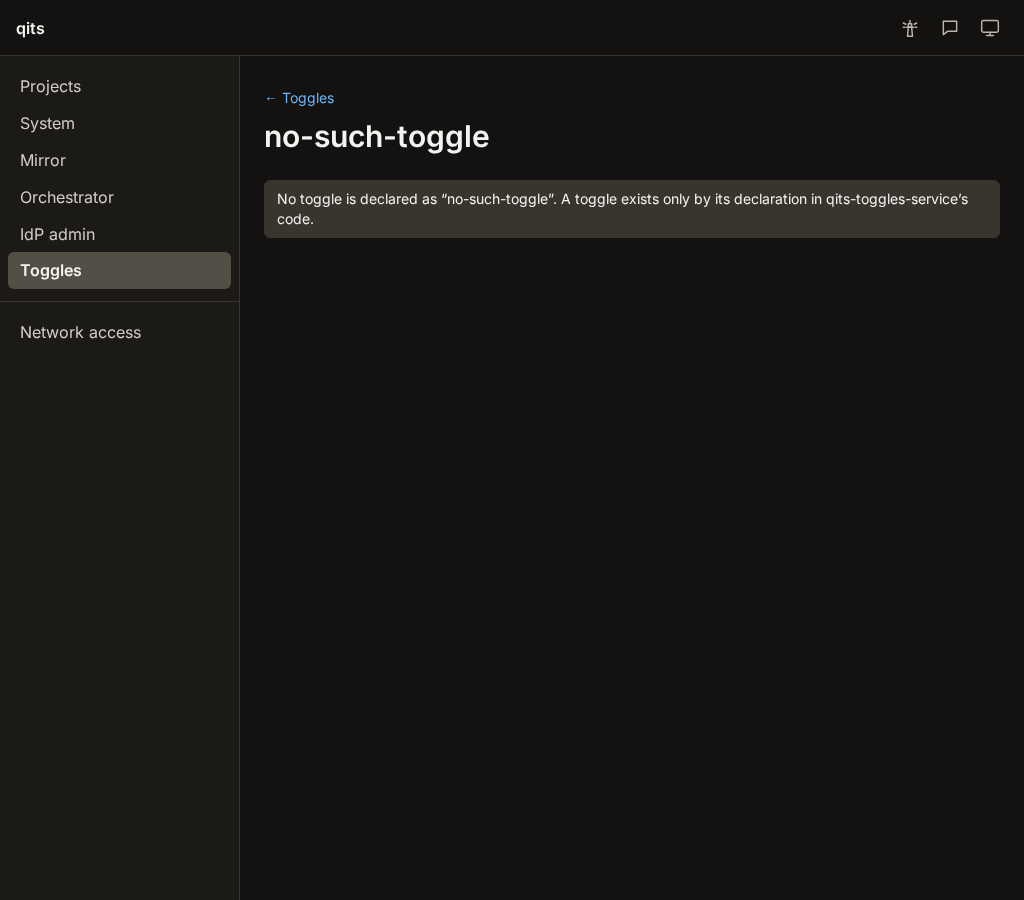 qits
Projects
System
Mirror
Orchestrator
IdP admin
Toggles
Network access
← Toggles
no-such-toggle
No toggle is declared as “no-such-toggle”. A toggle exists only by its declaration in qits-toggles-service’s
code.